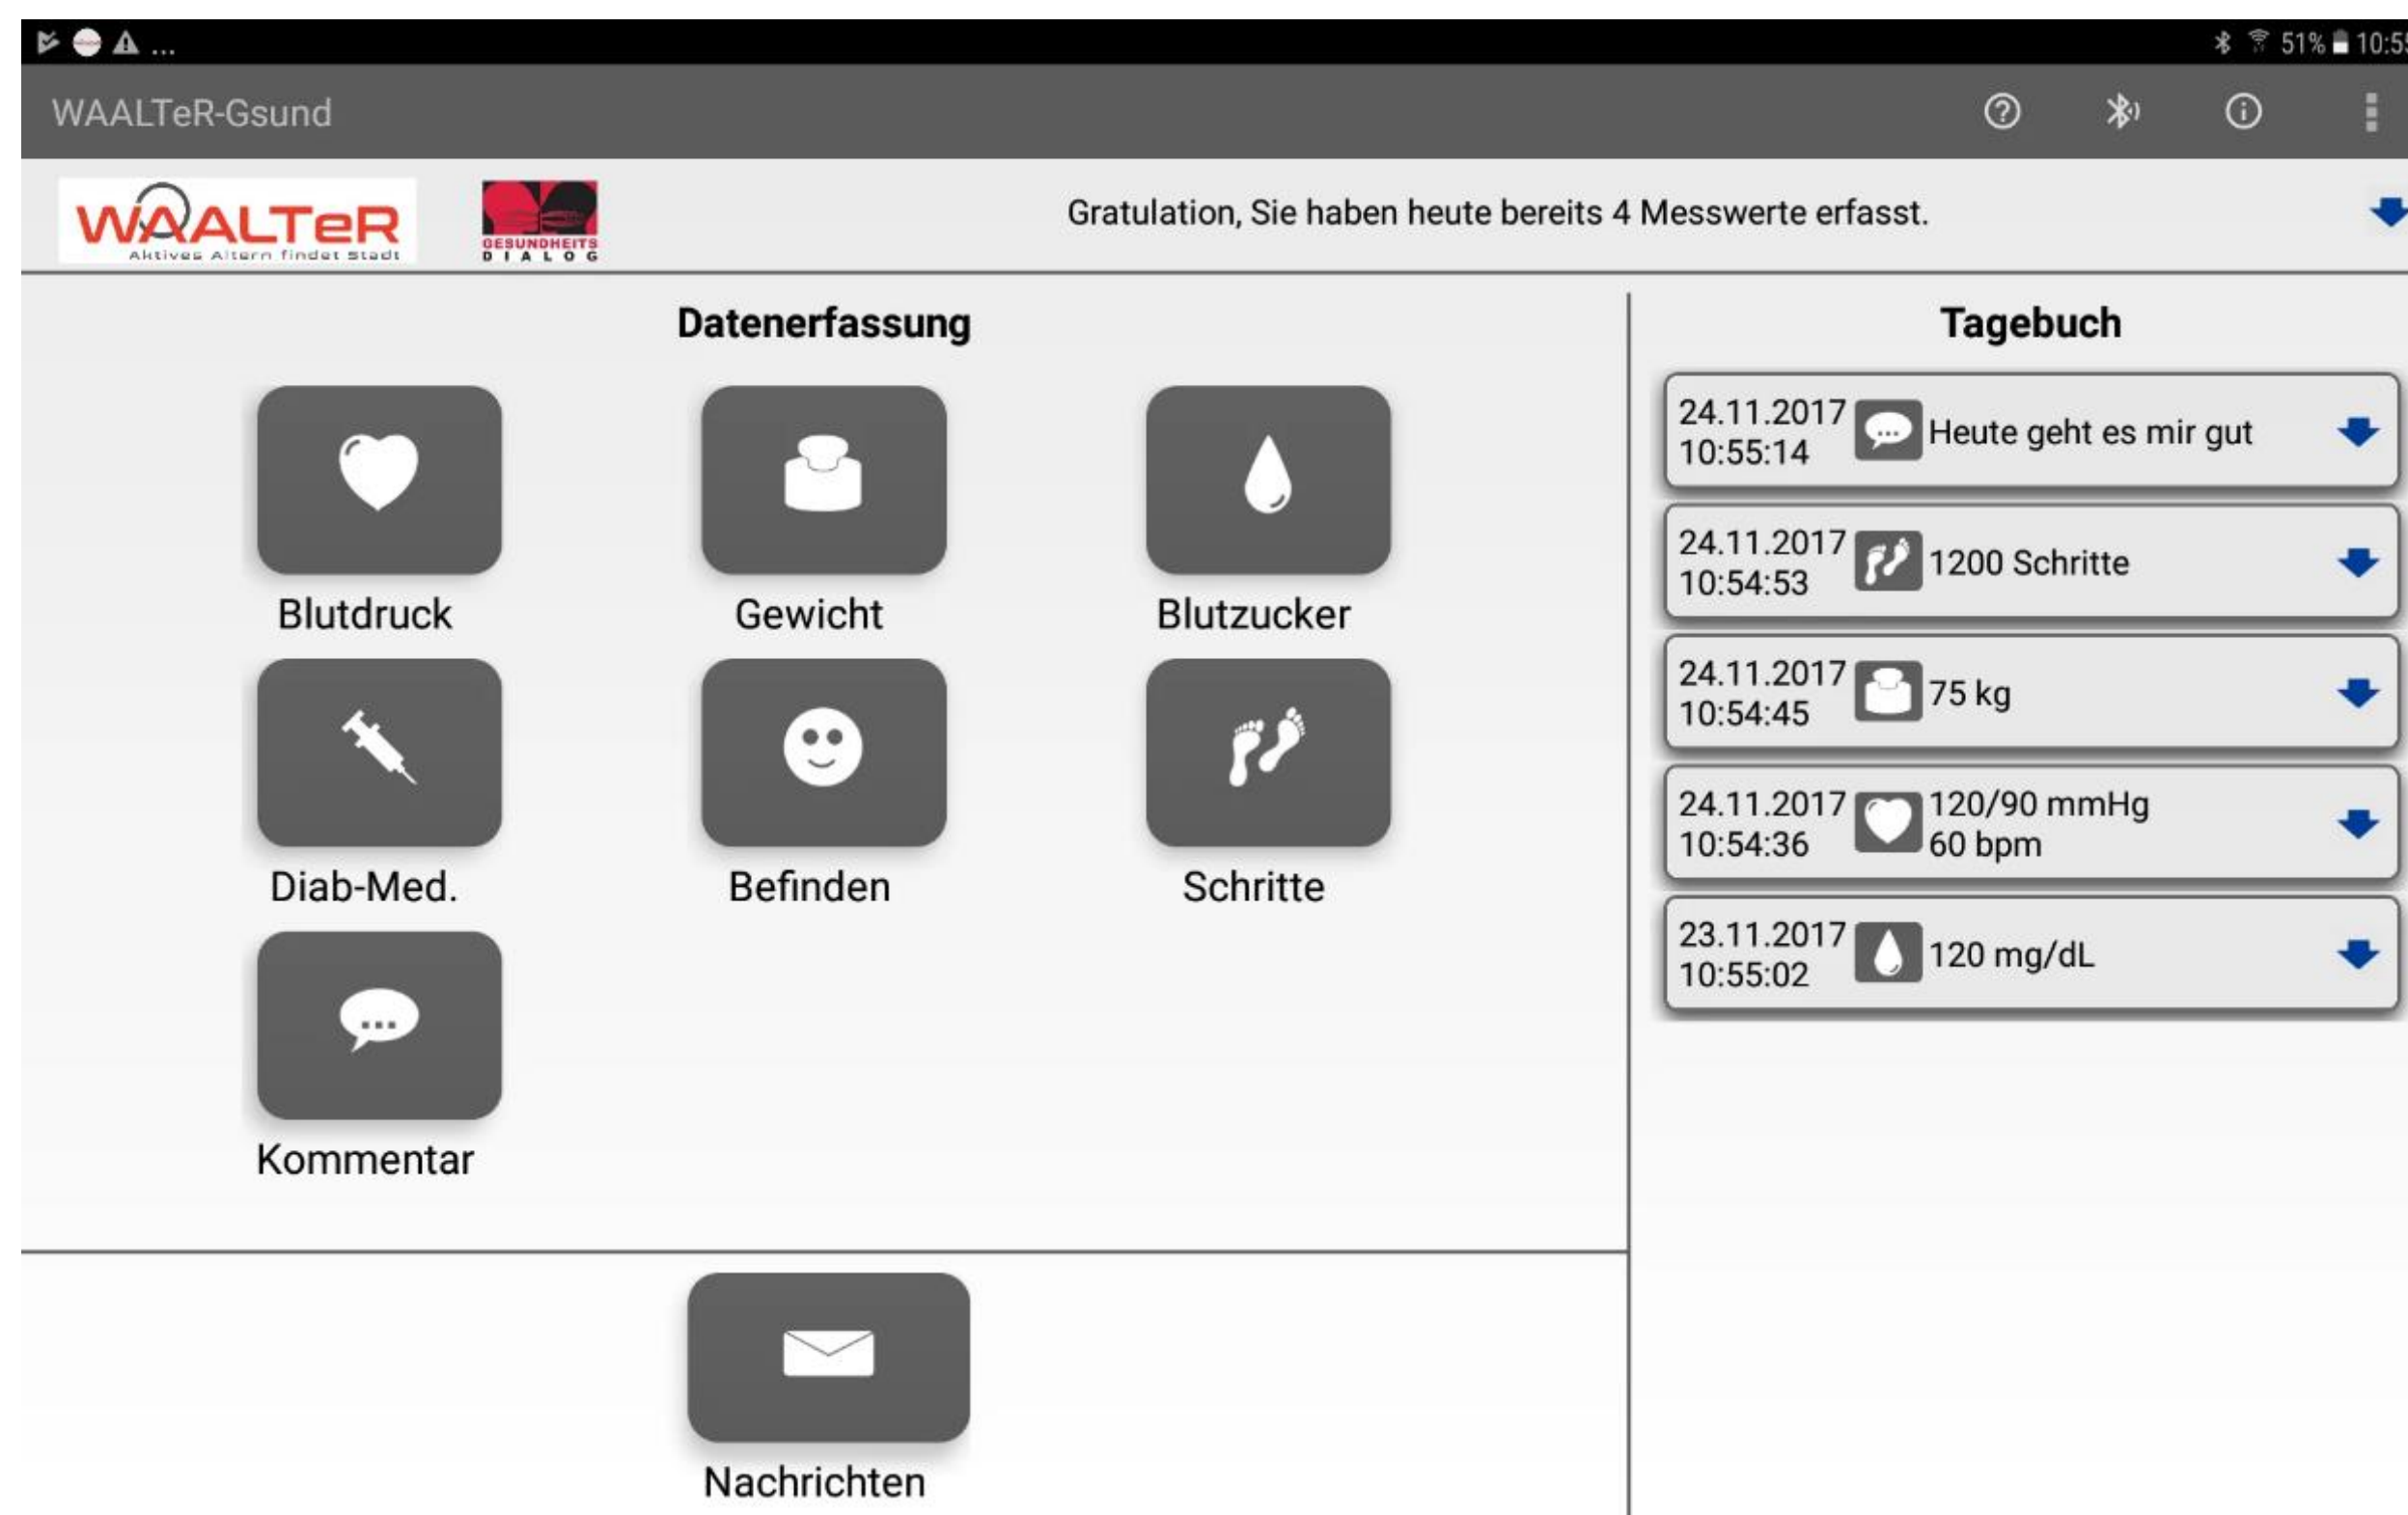 ... 51% 10:55
WAALTeR-Gsund
WAALTeR
Aktives Altern findet Stadt
GESUNDHEITS
DIALOG
Gratulation, Sie haben heute bereits 4 Messwerte erfasst.
Datenerfassung
Blutdruck
Gewicht
Blutzucker
Diab-Med.
Befinden
Schritte
Kommentar
Nachrichten
Tagebuch
24.11.2017
10:55:14
Heute geht es mir gut
24.11.2017
10:54:53
1200 Schritte
24.11.2017
10:54:45
75 kg
24.11.2017
10:54:36
120/90 mmHg
60 bpm
23.11.2017
10:55:02
120 mg/dL